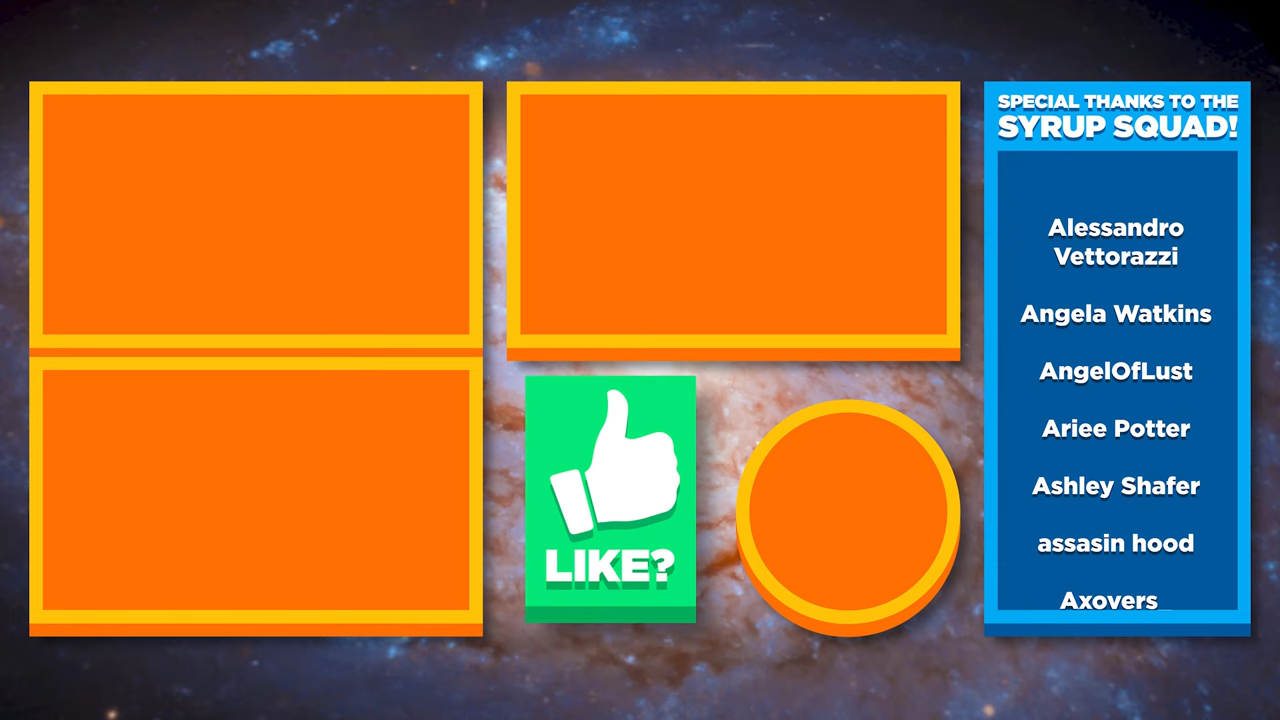 SPECIAL THANKS TO THE
SYRUP SQUAD!
Alessandro
Vettorazzi
Angela Watkins
AngelOfLust
Ariee Potter
Ashley Shafer
assasin hood
Axovers_
LIKE?